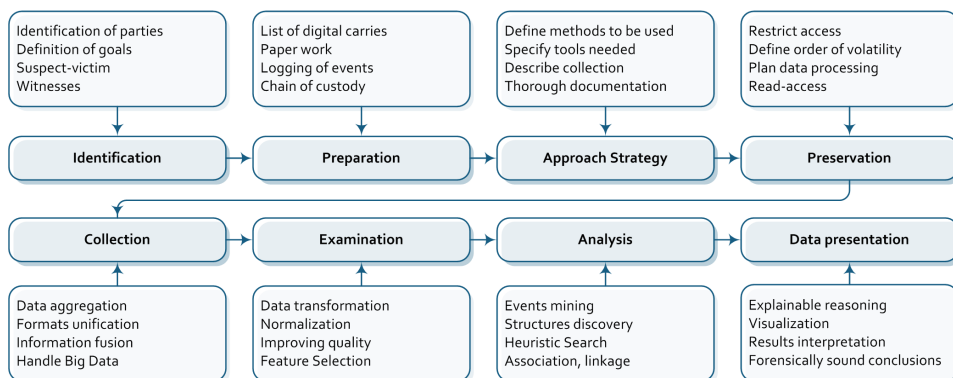 Identification of parties
Definition of goals
Suspect-victim
Witnesses
List of digital carries
Paper work
Logging of events
Chain of custody
Define methods to be used
Specify tools needed
Describe collection
Thorough documentation
Restrict access
Define order of volatility
Plan data processing
Read-access
Identification
Preparation
Approach Strategy
Preservation
Collection
Examination
Analysis
Data presentation
Data aggregation
Formats unification
Information fusion
Handle Big Data
Data transformation
Normalization
Improving quality
Feature Selection
Events mining
Structures discovery
Heuristic Search
Association, linkage
Explainable reasoning
Visualization
Results interpretation
Forensically sound conclusions